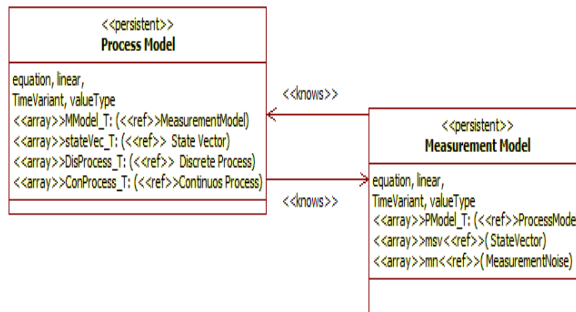 <<persistent>>
Process Model
equation, linear,
TimeVariant, valueType
<<array>>MModel_T: (<<ref>>MeasurementModel)
<<array>>stateVec_T: (<<ref>> State Vector)
<<array>>DisProcess_T: (<<ref>> Discrete Process)
<<array>>ConProcess_T: (<<ref>>Continuos Process)
<<knows>>
<<knows>>
<<persistent>>
Measurement Model
equation, linear,
TimeVariant, valueType
<<array>>PModel_T: (<<ref>>ProcessMode
<<array>>msv<<ref>>(StateVector)
<<array>>mn<<ref>>(MeasurementNoise)